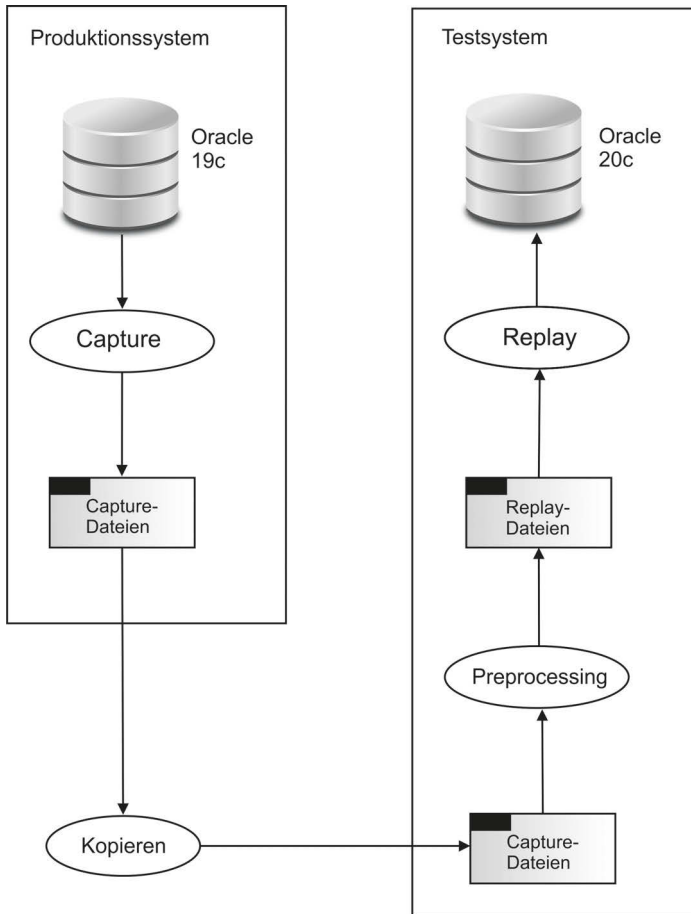 Produktionssystem
Oracle
19c
Capture
Capture-
Dateien
Kopieren
Testsystem
Oracle
20c
Replay
Replay-
Dateien
Preprocessing
Capture-
Dateien